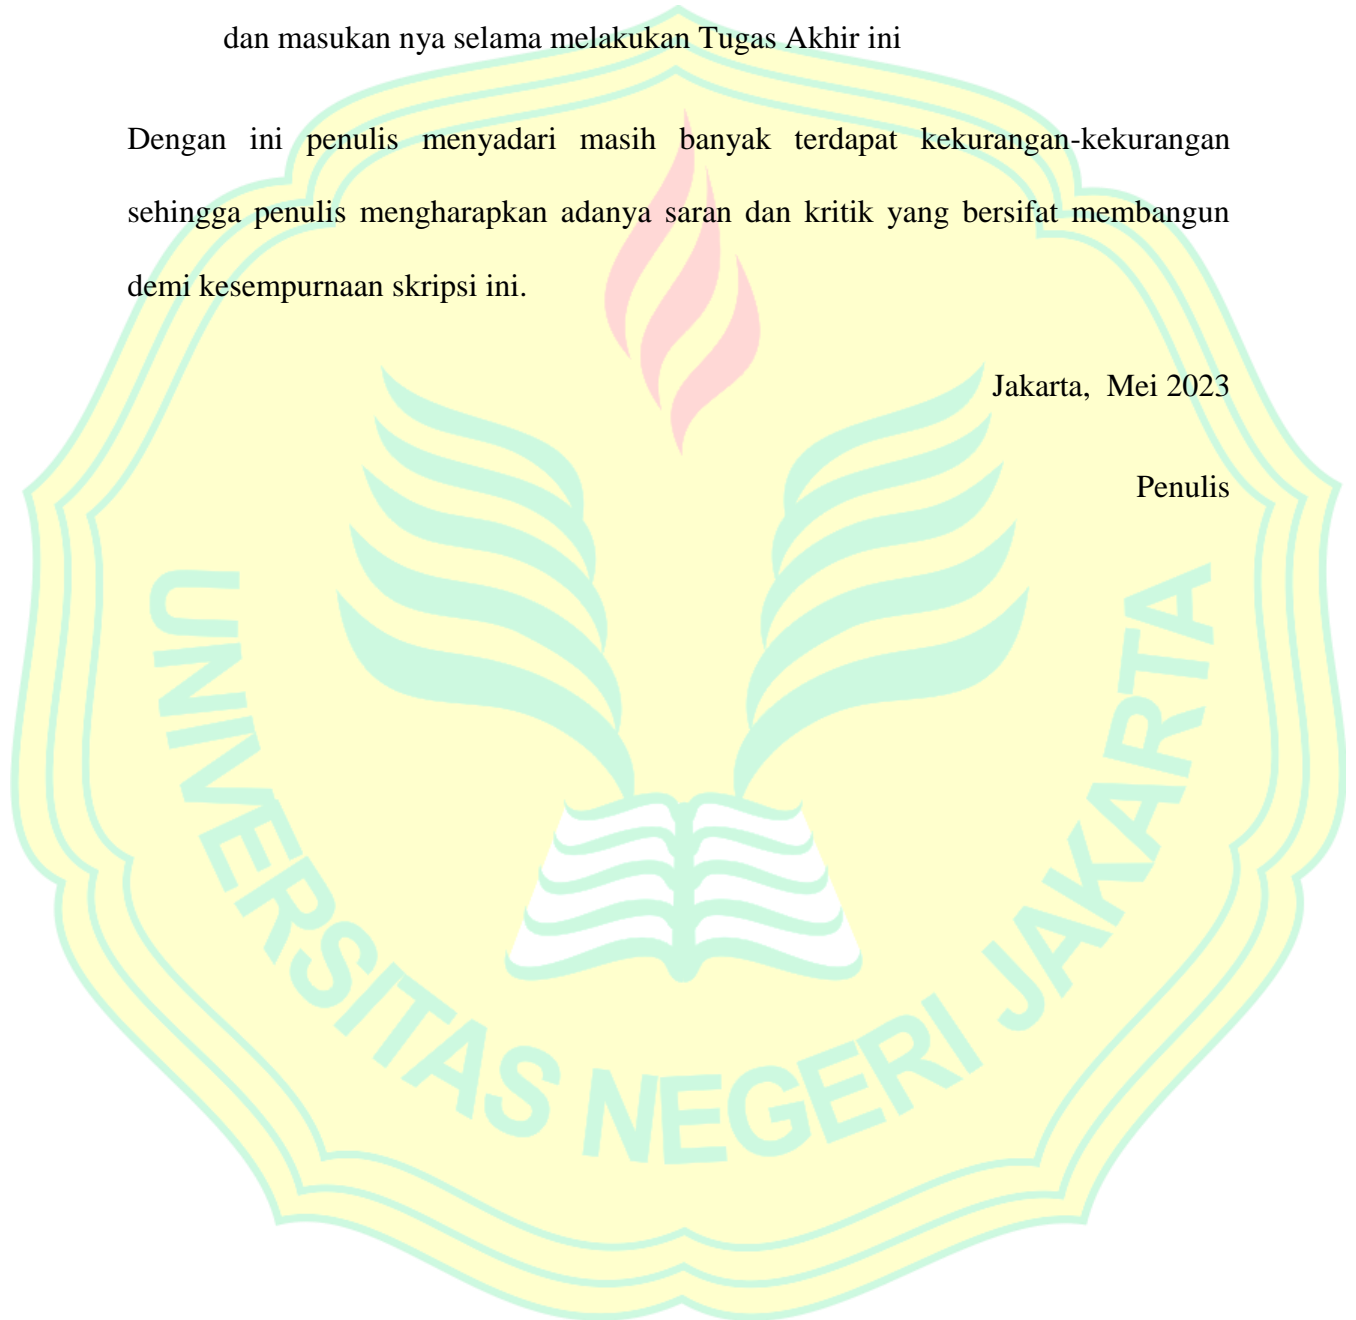 dan masukan nya selama melakukan Tugas Akhir ini
Dengan ini penulis menyadari masih banyak terdapat kekurangan-kekurangan
sehingga penulis mengharapkan adanya saran dan kritik yang bersifat membangun
demi kesempurnaan skripsi ini.
Jakarta, Mei 2023
Penulis
UNIVERSITAS NEGERI JAKARTA